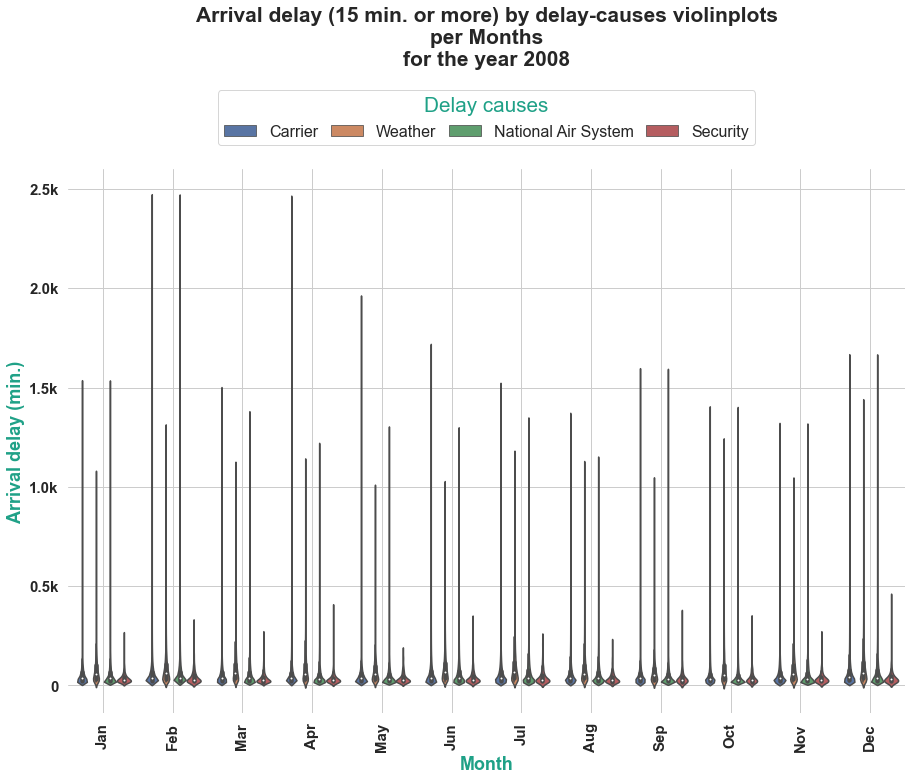 Arrival delay (15 min. or more) by delay-causes violinplots
per Months
for the year 2008
Delay causes
Carrier Weather National Air System Security
2.5k
2.0k
1.5k
1.0k
0.5k
0
Arrival delay (min.)
Jan Feb Mar Apr May Jun Jul Aug Sep Oct Nov Dec
Month